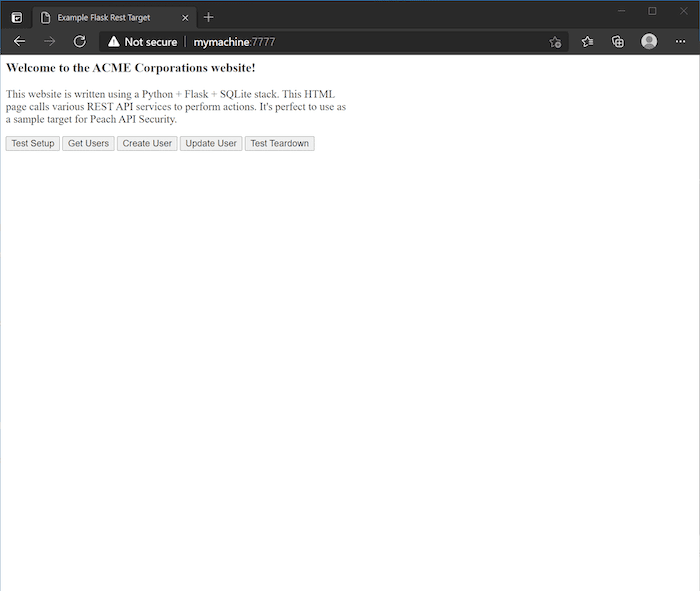 Example Flask Rest Target
Not secure | mymachine:7777
Welcome to the ACME Corporations website!
This website is written using a Python + Flask + SQLite stack. This HTML
page calls various REST API services to perform actions. It's perfect to use as
a sample target for Peach API Security.
Test Setup Get Users Create User Update User Test Teardown